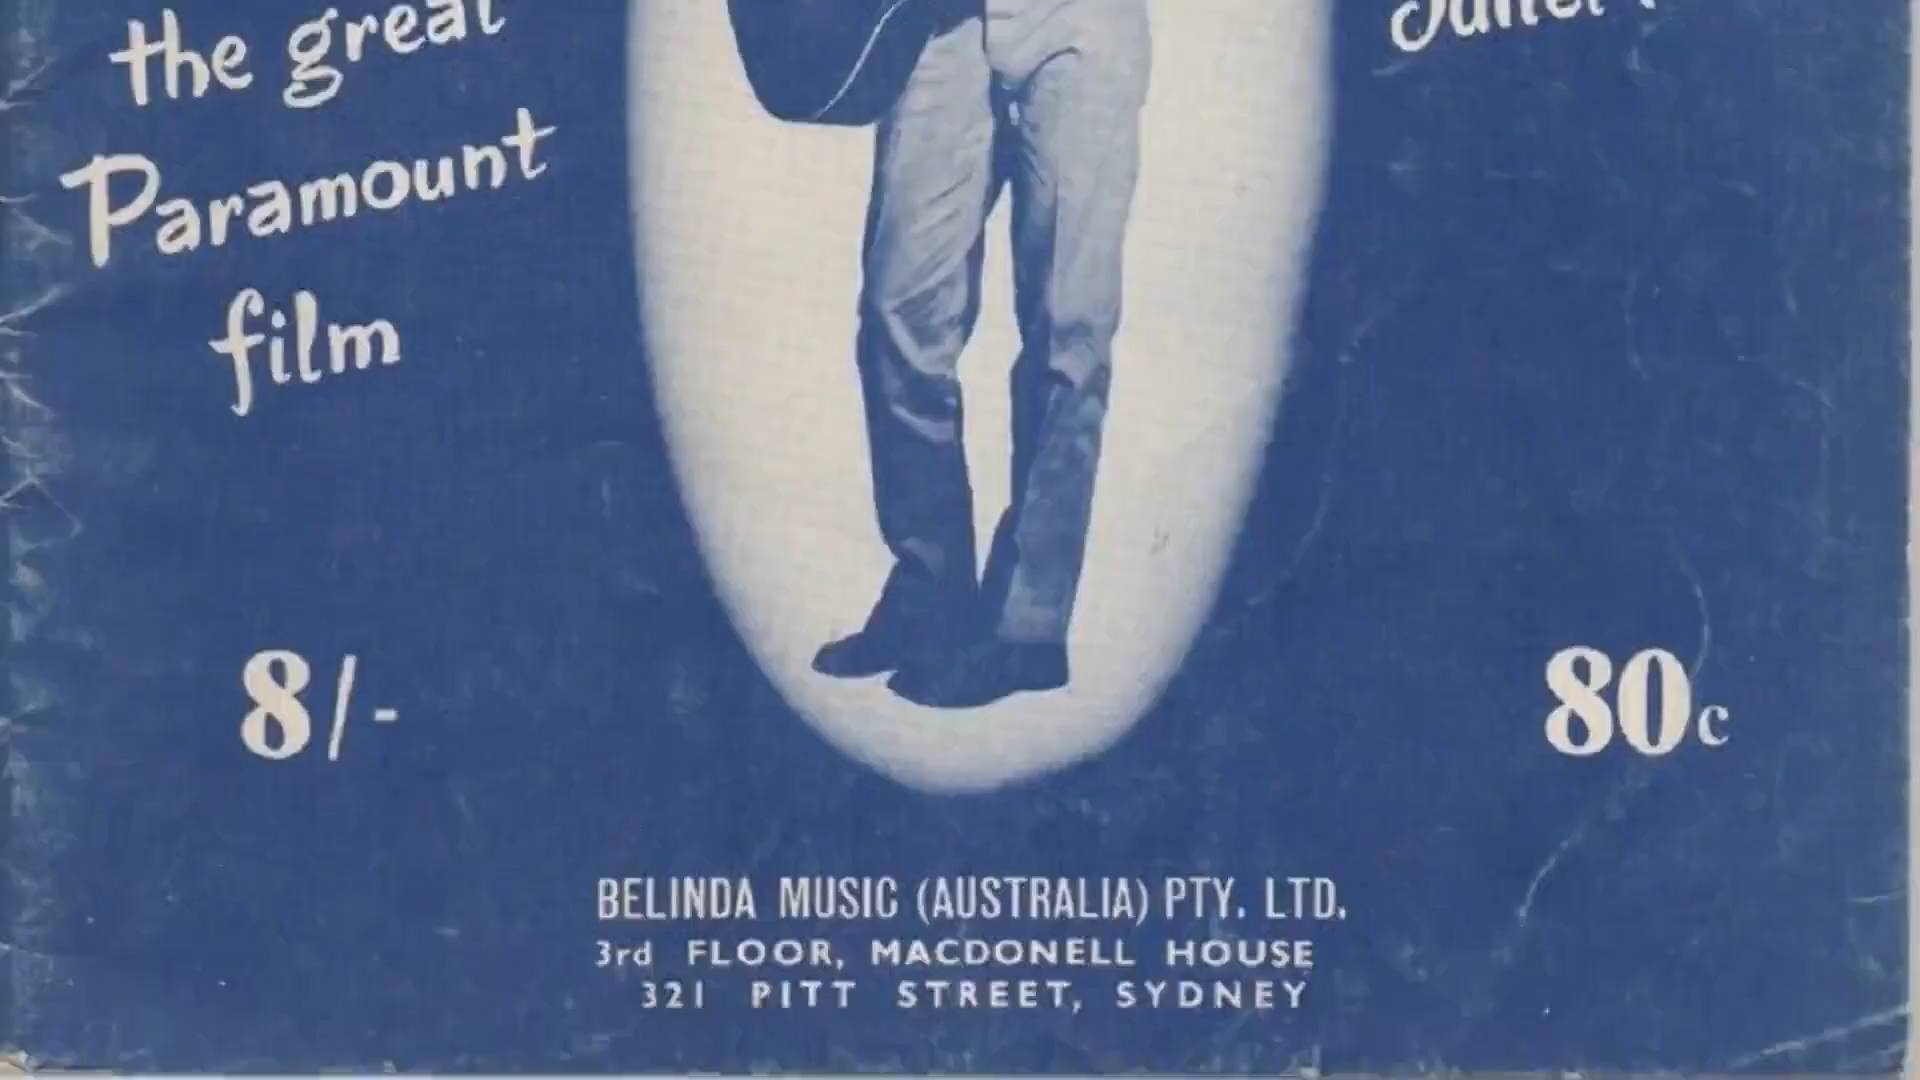 the great
Paramount
film
8/-
80c
BELINDA MUSIC (AUSTRALIA) PTY. LTD.
3rd FLOOR, MACDONELL HOUSE
321 PITT STREET, SYDNEY